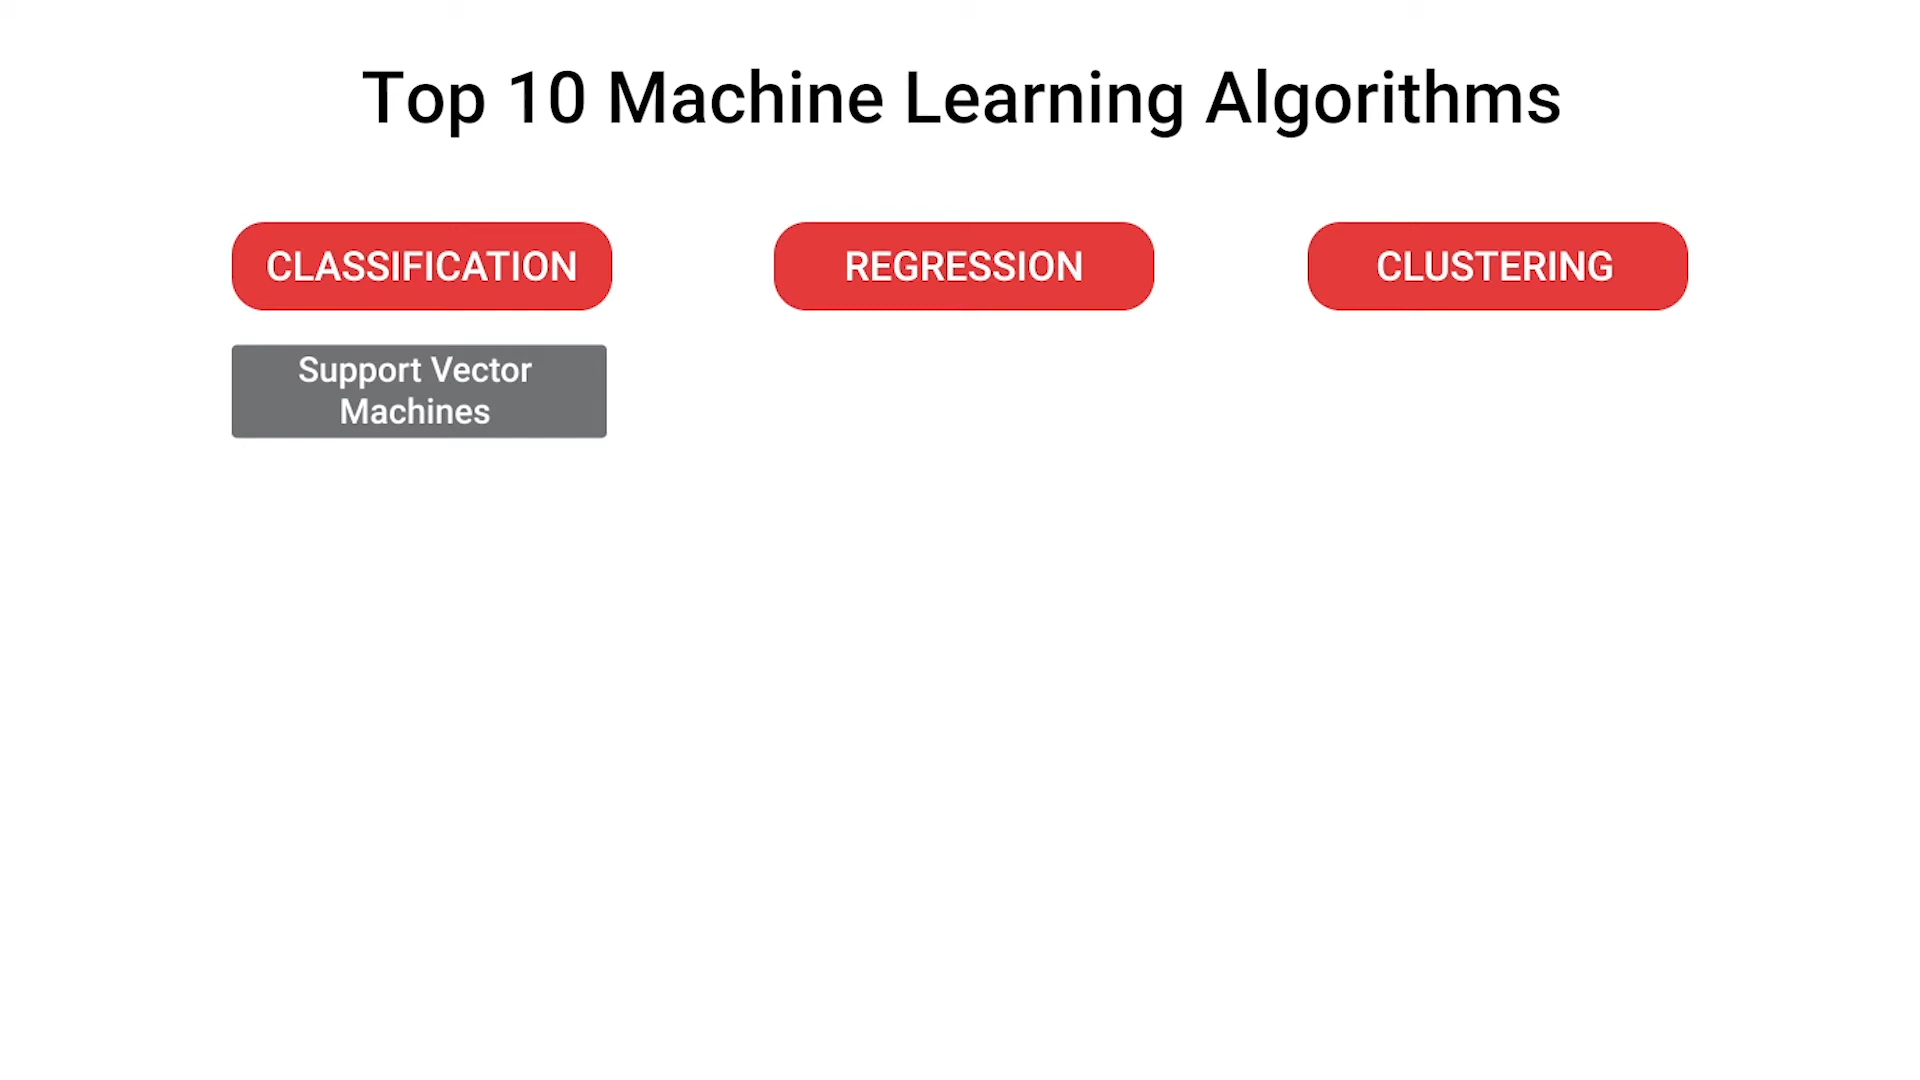 Top 10 Machine Learning Algorithms
CLASSIFICATION
REGRESSION
CLUSTERING
Support Vector
Machines